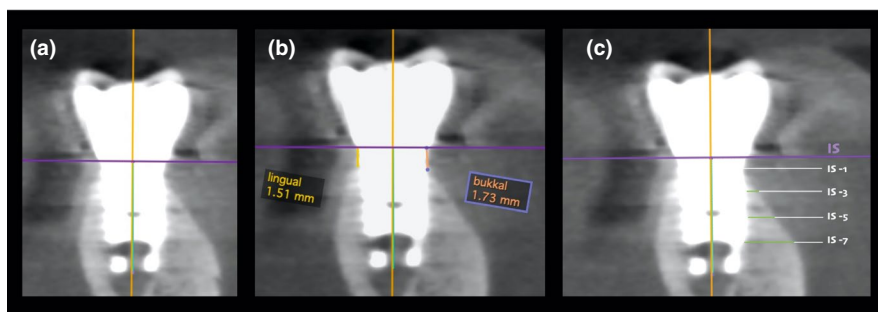 (a)
(b)
(c)
lingual
1.51 mm
bukkal
1.73 mm
IS
IS -1
IS -3
IS -5
IS -7